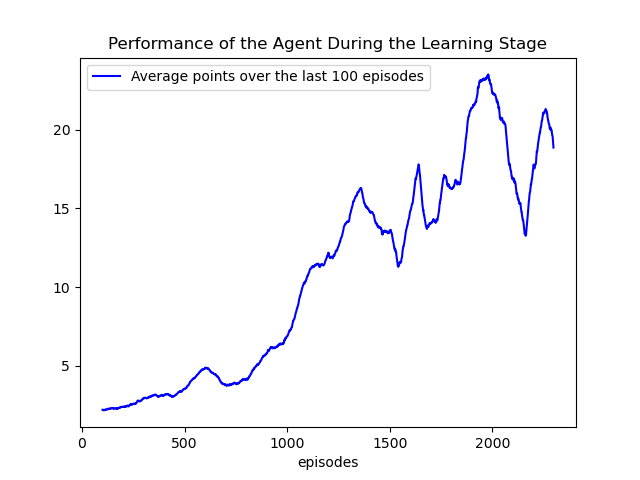 Performance of the Agent During the Learning Stage
Average points over the last 100 episodes
20
15
10
5
0 500 1000 1500 2000
episodes